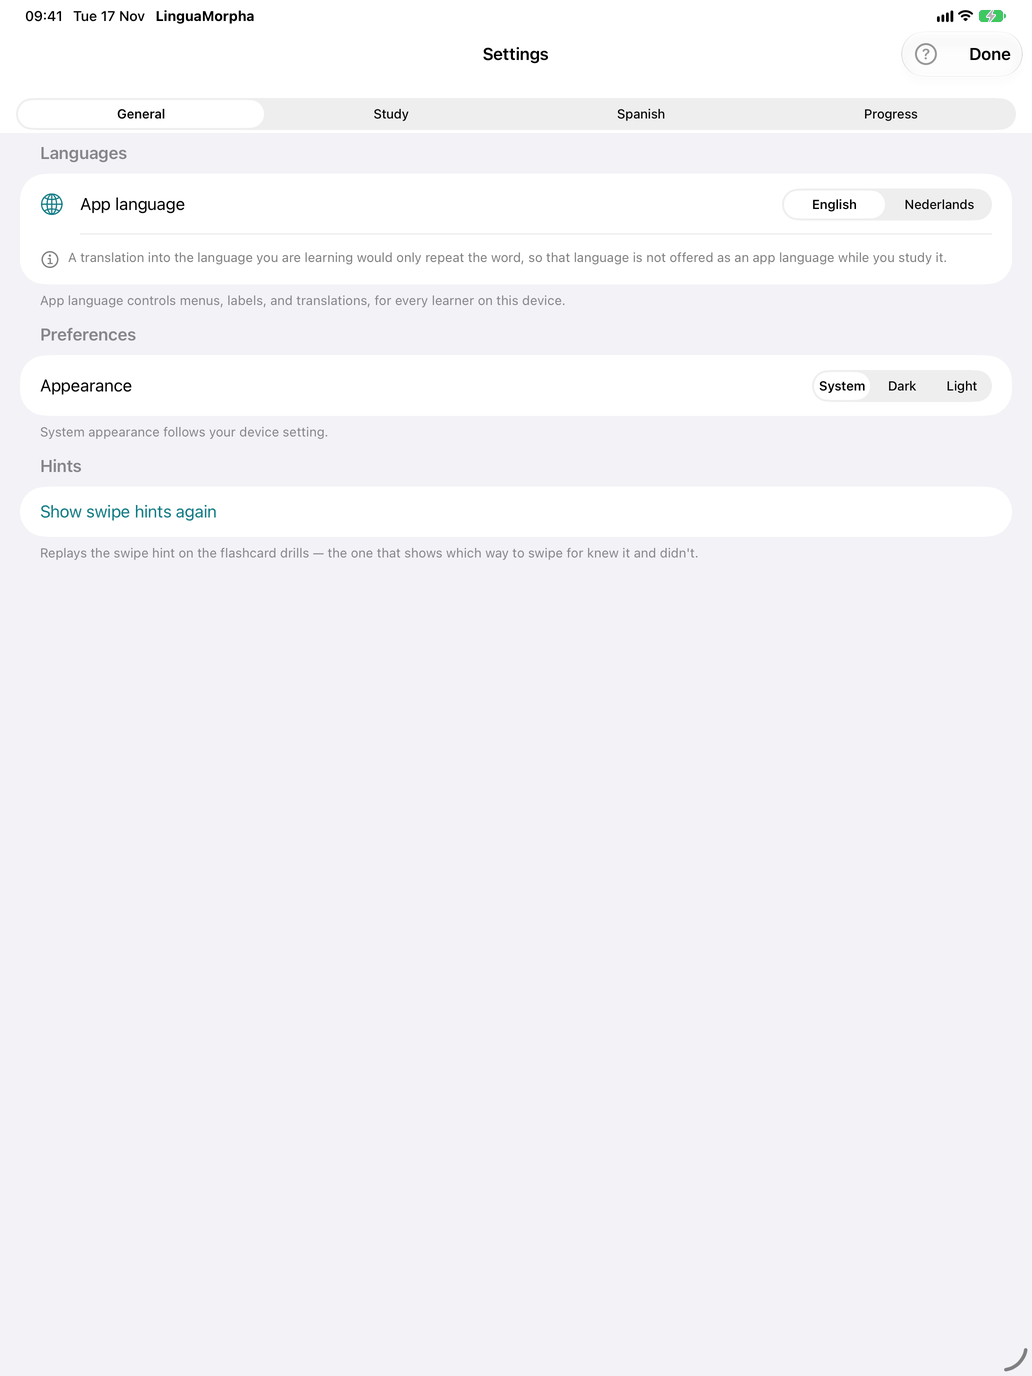 09:41 Tue 17 Nov LinguaMorpha
Settings
? Done
General Study Spanish Progress
Languages
App language English Nederlands
A translation into the language you are learning would only repeat the word, so that language is not offered as an app language while you study it.
App language controls menus, labels, and translations, for every learner on this device.
Preferences
Appearance System Dark Light
System appearance follows your device setting.
Hints
Show swipe hints again
Replays the swipe hint on the flashcard drills — the one that shows which way to swipe for knew it and didn't.